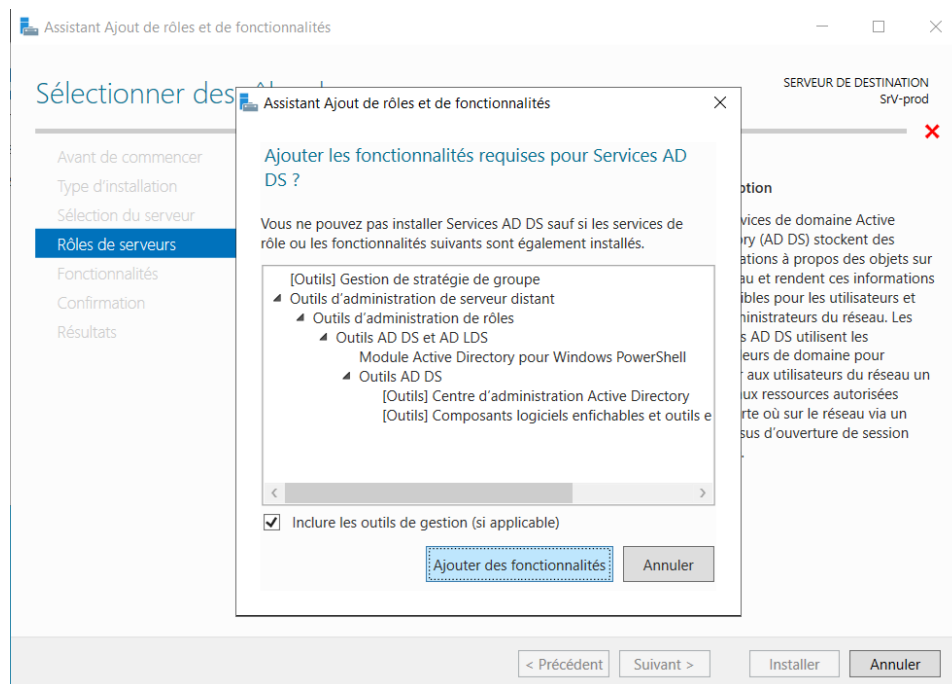 Assistant Ajout de rôles et de fonctionnalités
Sélectionner des
SERVEUR DE DESTINATION
SrV-prod
Avant de commencer
Type d'installation
Sélection du serveur
Rôles de serveurs
Fonctionnalités
Confirmation
Résultats
Assistant Ajout de rôles et de fonctionnalités
Ajouter les fonctionnalités requises pour Services AD
DS ?
Vous ne pouvez pas installer Services AD DS sauf si les services de
rôle ou les fonctionnalités suivants sont également installés.
[Outils] Gestion de stratégie de groupe
Outils d'administration de serveur distant
Outils d'administration de rôles
Outils AD DS et AD LDS
Module Active Directory pour Windows PowerShell
Outils AD DS
[Outils] Centre d'administration Active Directory
[Outils] Composants logiciels enfichables et outils e
Inclure les outils de gestion (si applicable)
Ajouter des fonctionnalités
Annuler
ption
vices de domaine Active
ry (AD DS) stockent des
ations à propos des objets sur
au et rendent ces informations
ibles pour les utilisateurs et
ninistrateurs du réseau. Les
s AD DS utilisent les
eurs de domaine pour
r aux utilisateurs du réseau un
ux ressources autorisées
rte où sur le réseau via un
sus d'ouverture de session
< Précédent
Suivant >
Installer
Annuler